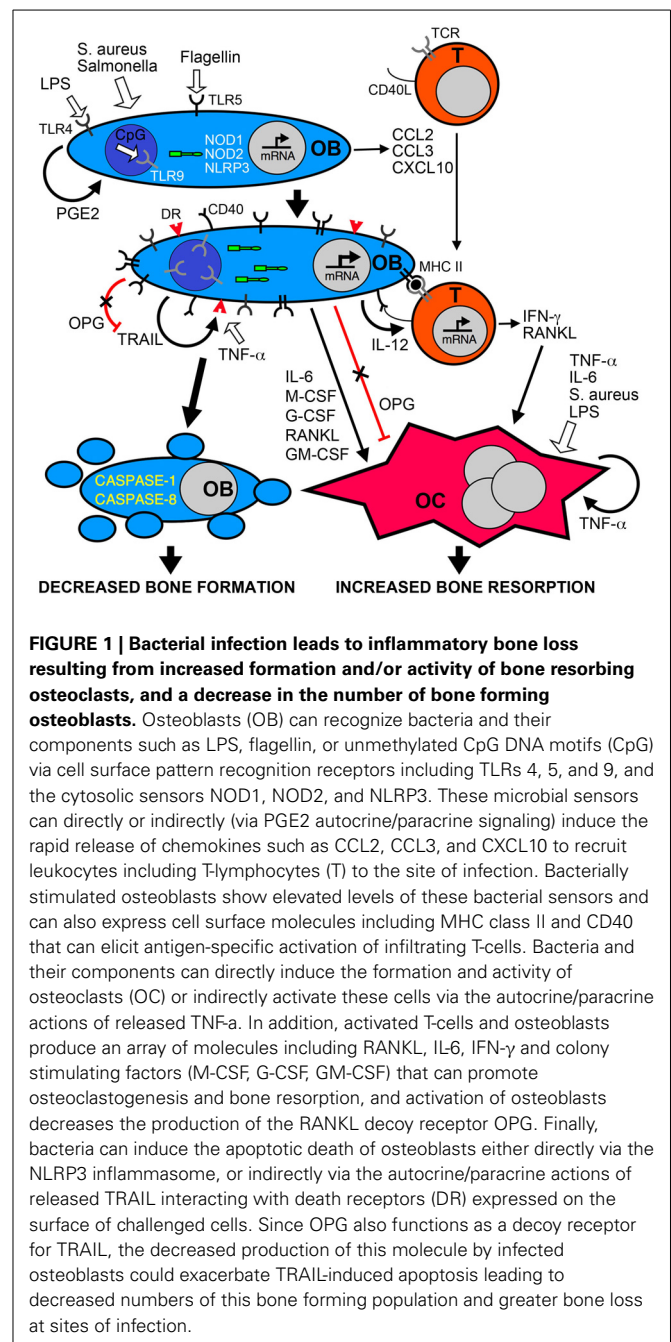 S. aureus
Salmonella
Flagellin
LPS
TLR5
TLR4
CpG
TLR9
NOD1
NOD2
NLRP3
mRNA
OB
PGE2
TCR
T
CD40L
CCL2
CCL3
CXCL10
DR
CD40
mRNA
OB
MHC II
T
mRNA
OPG
TRAIL
TNF-α
IL-12
IFN-γ
RANKL
IL-6
M-CSF
G-CSF
RANKL
GM-CSF
OPG
TNF-α
IL-6
S. aureus
LPS
CASPASE-1
CASPASE-8
OB
OC
TNF-α
DECREASED BONE FORMATION
INCREASED BONE RESORPTION
FIGURE 1 | Bacterial infection leads to inflammatory bone loss
resulting from increased formation and/or activity of bone resorbing
osteoclasts, and a decrease in the number of bone forming
osteoblasts. Osteoblasts (OB) can recognize bacteria and their
components such as LPS, flagellin, or unmethylated CpG DNA motifs (CpG)
via cell surface pattern recognition receptors including TLRs 4, 5, and 9, and
the cytosolic sensors NOD1, NOD2, and NLRP3. These microbial sensors
can directly or indirectly (via PGE2 autocrine/paracrine signaling) induce the
rapid release of chemokines such as CCL2, CCL3, and CXCL10 to recruit
leukocytes including T-lymphocytes (T) to the site of infection. Bacterially
stimulated osteoblasts show elevated levels of these bacterial sensors and
can also express cell surface molecules including MHC class II and CD40
that can elicit antigen-specific activation of infiltrating T-cells. Bacteria and
their components can directly induce the formation and activity of
osteoclasts (OC) or indirectly activate these cells via the autocrine/paracrine
actions of released TNF-a. In addition, activated T-cells and osteoblasts
produce an array of molecules including RANKL, IL-6, IFN-γ and colony
stimulating factors (M-CSF, G-CSF, GM-CSF) that can promote
osteoclastogenesis and bone resorption, and activation of osteoblasts
decreases the production of the RANKL decoy receptor OPG. Finally,
bacteria can induce the apoptotic death of osteoblasts either directly via the
NLRP3 inflammasome, or indirectly via the autocrine/paracrine actions of
released TRAIL interacting with death receptors (DR) expressed on the
surface of challenged cells. Since OPG also functions as a decoy receptor
for TRAIL, the decreased production of this molecule by infected
osteoblasts could exacerbate TRAIL-induced apoptosis leading to
decreased numbers of this bone forming population and greater bone loss
at sites of infection.